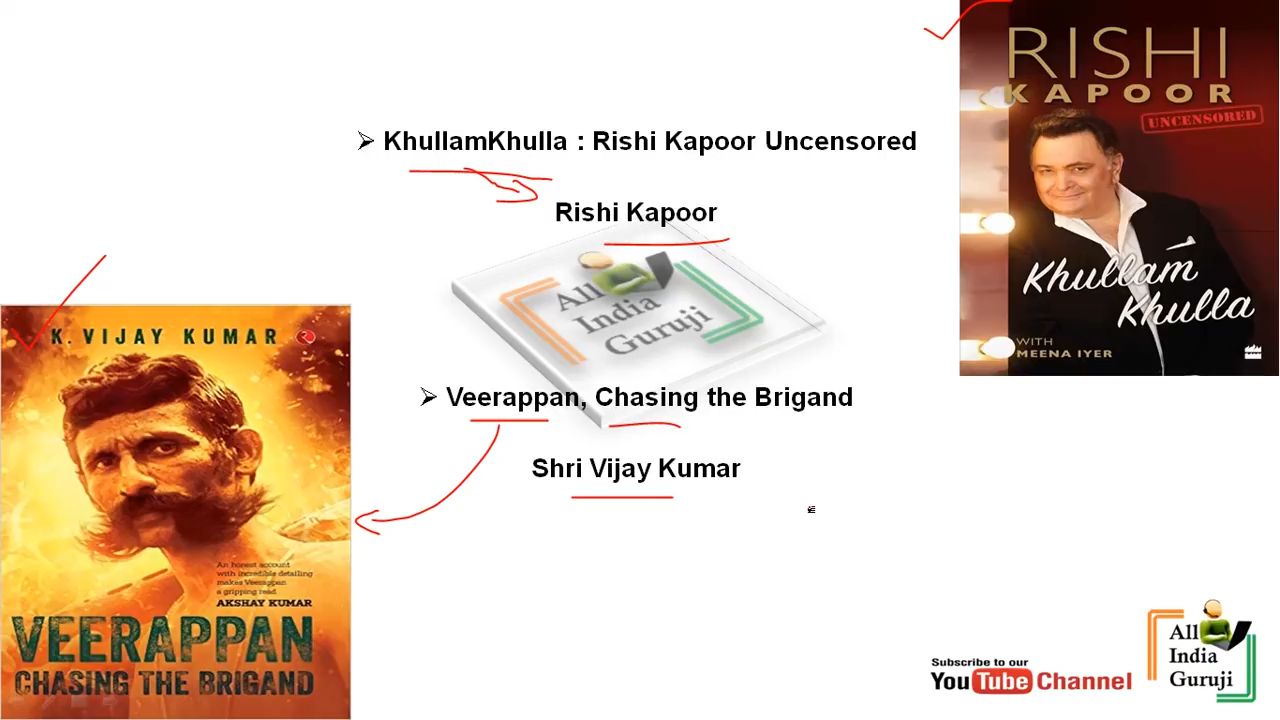 RISHI
KAPOOR
UNCENSORED
Khullam
Khulla
WITH
MEENA IYER
➢ KhullamKhulla : Rishi Kapoor Uncensored
Rishi Kapoor
All
India
Guruji
➢ Veerappan, Chasing the Brigand
Shri Vijay Kumar
K. VIJAY KUMAR
An honest account
with incredible detailing
makes Veerappan
a gripping read
AKSHAY KUMAR
VEERAPPAN
CHASING THE BRIGAND
Subscribe to our
YouTube Channel
All
India
Guruji